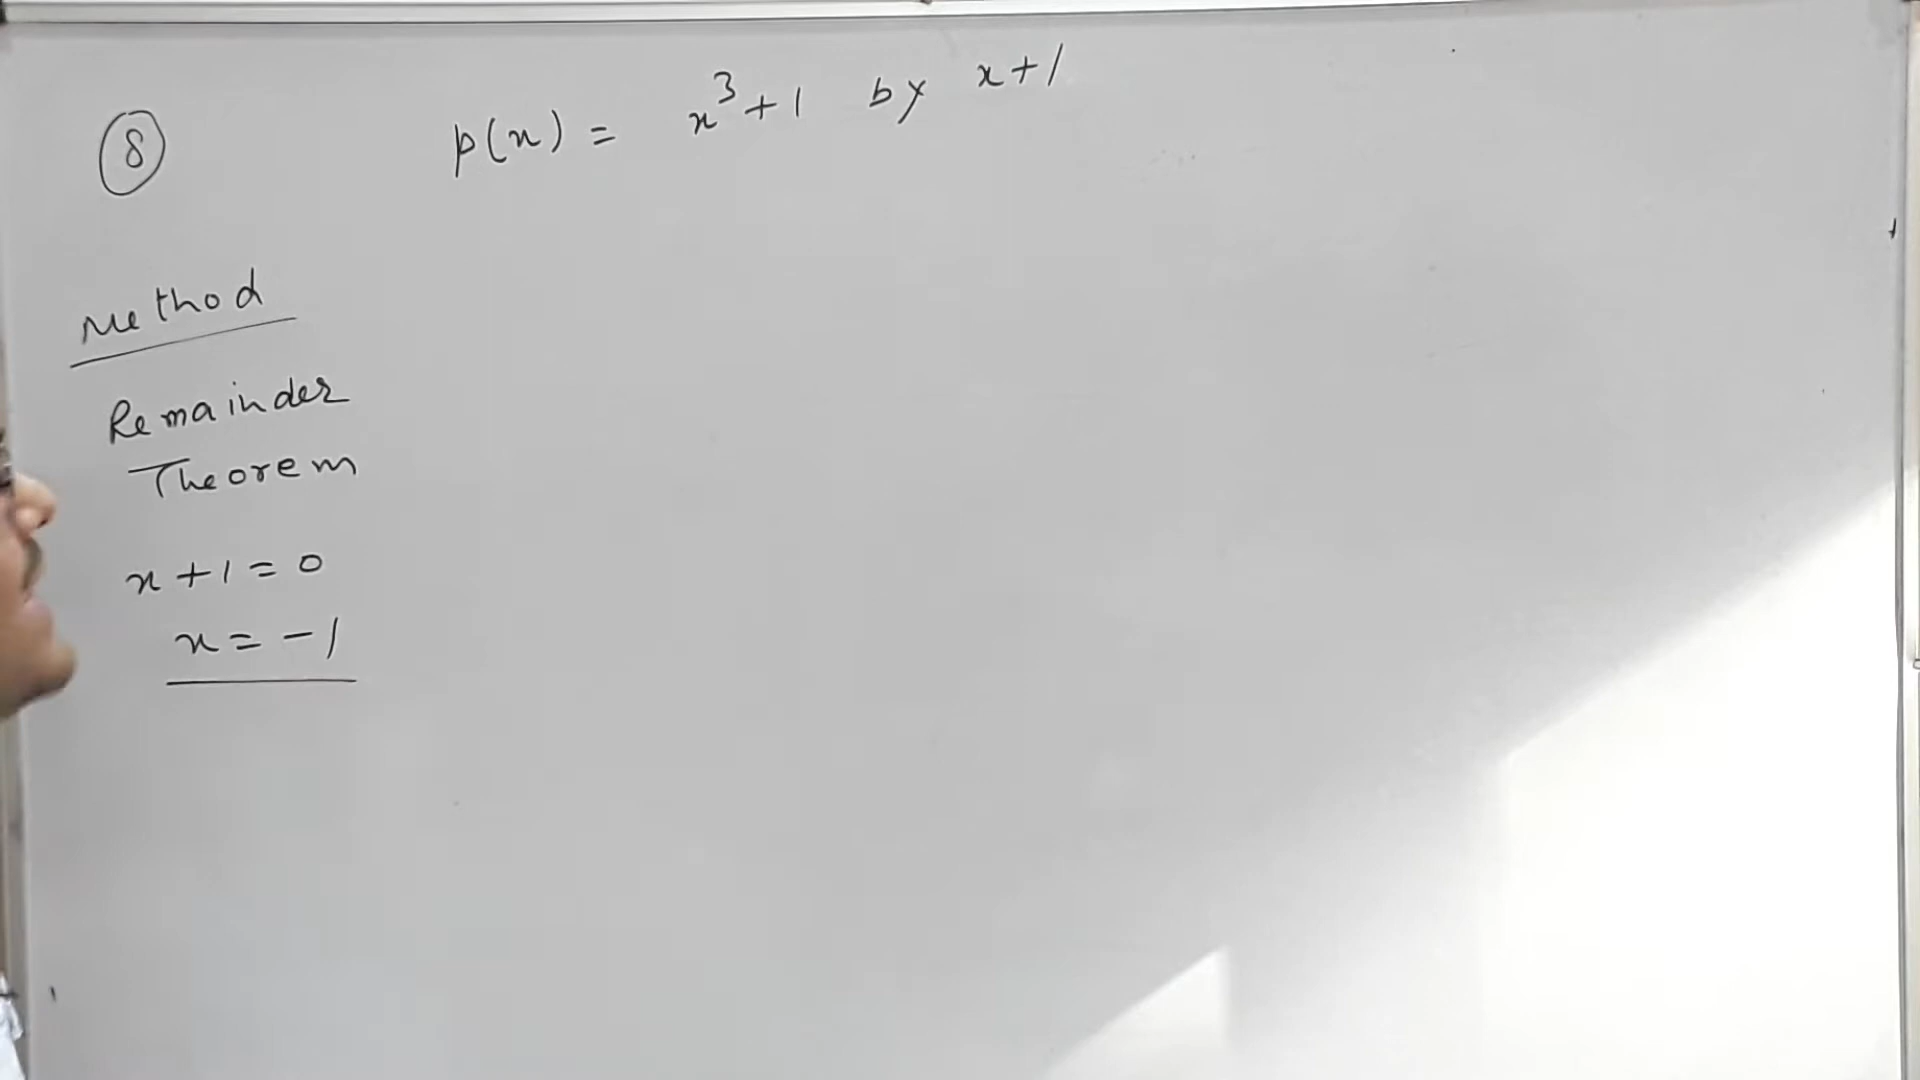 ⑧ p(x) = x³+1 by x+1
Method
Remainder
Theorem
x+1=0
x=-1